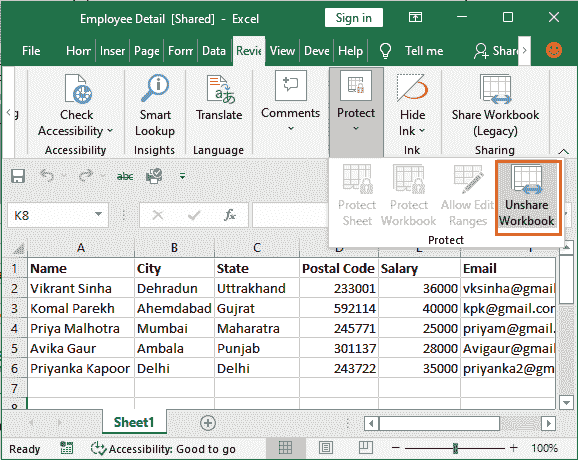 Employee Detail [Shared] - Excel
Sign in
File Horr Inser Page Form Data Revie View Deve Help Tell me Share
Check Accessibility
Smart Lookup
Translate
Comments
Protect
Hide Ink
Share Workbook (Legacy)
Accessibility Insights Language Ink Sharing
Protect Sheet
Protect Workbook
Allow Edit Ranges
Unshare Workbook
Protect
abc
K8 fx
A B C D E F
1 Name City State Postal Code Salary Email
2 Vikrant Sinha Dehradun Uttrakhand 233001 36000 vksinha@gmail
3 Komal Parekh Ahemdabad Gujrat 592114 40000 kpk@gmail.com
4 Priya Malhotra Mumbai Maharatra 245771 25000 priyam@gmail.
5 Avika Gaur Ambala Punjab 301137 28000 Avigaur@gmail
6 Priyanka Kapoor Delhi Delhi 243722 35000 priyanka2@gm
7
8
Sheet1
Ready Accessibility: Good to go 100%